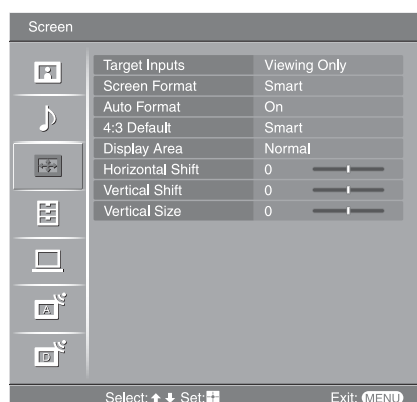 Screen
Target Inputs Viewing Only
Screen Format Smart
Auto Format On
4:3 Default Smart
Display Area Normal
Horizontal Shift 0
Vertical Shift 0
Vertical Size 0
A
D
Select: Set: Exit: MENU